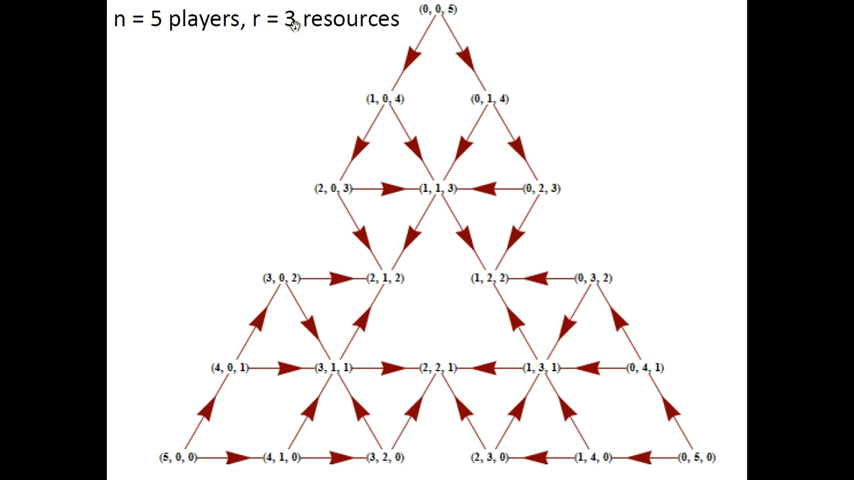 n = 5 players, r = 3 resources
(0, 0, 5)
(1, 0, 4) (0, 1, 4)
(2, 0, 3) (1, 1, 3) (0, 2, 3)
(3, 0, 2) (2, 1, 2) (1, 2, 2) (0, 3, 2)
(4, 0, 1) (3, 1, 1) (2, 2, 1) (1, 3, 1) (0, 4, 1)
(5, 0, 0) (4, 1, 0) (3, 2, 0) (2, 3, 0) (1, 4, 0) (0, 5, 0)